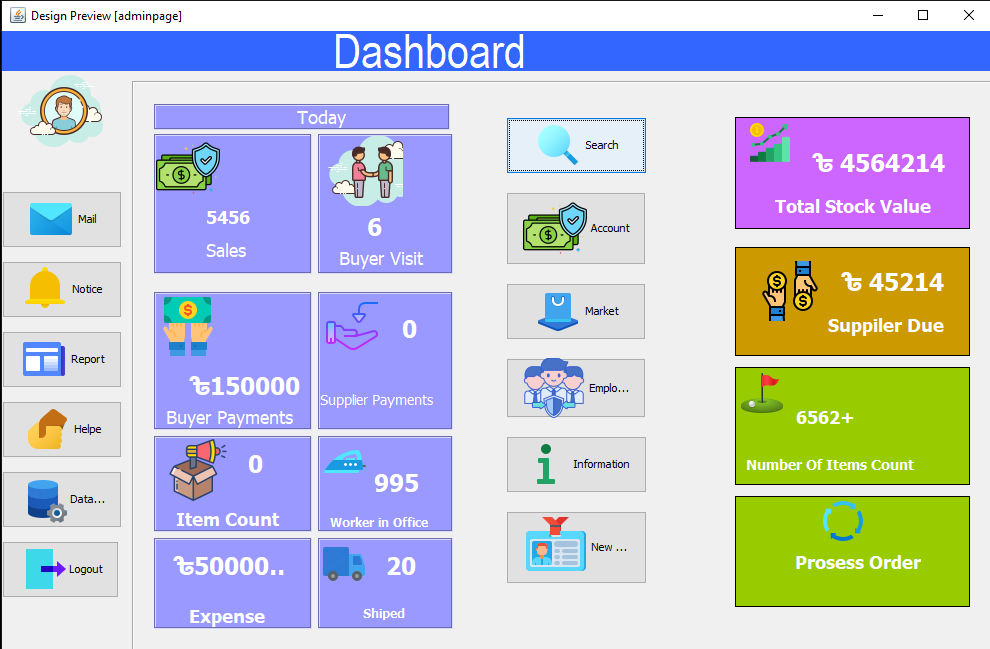 Design Preview [adminpage]
Dashboard
Mail
Notice
Report
Helpe
Data...
Logout
Today
5456
Sales
6
Buyer Visit
৳150000
Buyer Payments
0
Supplier Payments
0
Item Count
995
Worker in Office
৳50000..
Expense
20
Shiped
Search
Account
Market
Emplo...
Information
New ...
৳ 4564214
Total Stock Value
৳ 45214
Suppiler Due
6562+
Number Of Items Count
Prosess Order